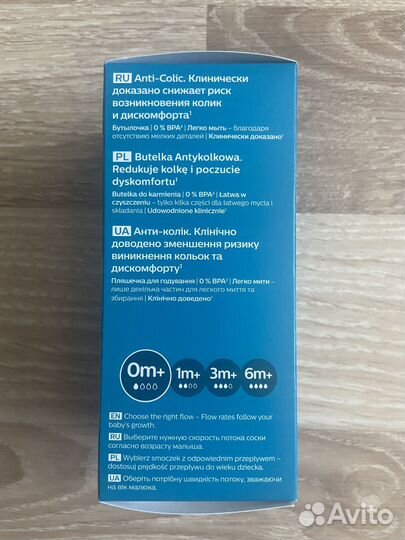 RU Anti-Colic. Клинически
доказано снижает риск
возникновения колик
и дискомфорта¹
Бутылочка | 0 % BPA² | Легко мыть – благодаря
отсутствию мелких деталей | Клинически доказано¹
PL Butelka Antykolkowa.
Redukuje kolkę i poczucie
dyskomfortu¹
Butelka do karmienia | 0 % BPA² | Łatwa w
czyszczeniu – tylko kilka części dla łatwego mycia i
składania | Udowodnione klinicznie¹
UA Анти-колік. Клінічно
доведено зменшення ризику
виникнення кольок та
дискомфорту¹
Пляшечка для годування | 0 % BPA² | Легко мити –
лише декілька частин для легкого миття та
збирання | Клінічно доведено¹
0m+ 1m+ 3m+ 6m+
EN Choose the right flow – Flow rates follow your
baby's growth.
RU Выберите нужную скорость потока соски
согласно возрасту малыша.
PL Wybierz smoczek z odpowiednim przepływem –
dostosuj prędkość przepływu do wieku dziecka.
UA Оберіть потрібну швидкість потоку, зважаючи
на вік малюка.
Avito